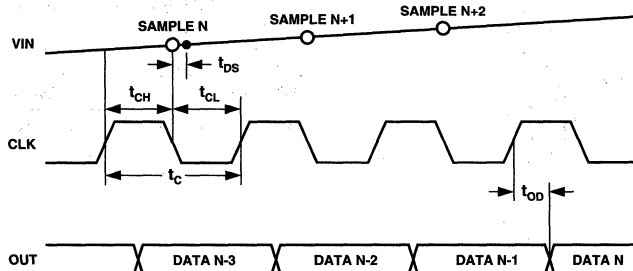 SAMPLE N
SAMPLE N+1
SAMPLE N+2
VIN
tDS
tCH
tCL
CLK
tC
tOD
OUT
DATA N-3
DATA N-2
DATA N-1
DATA N